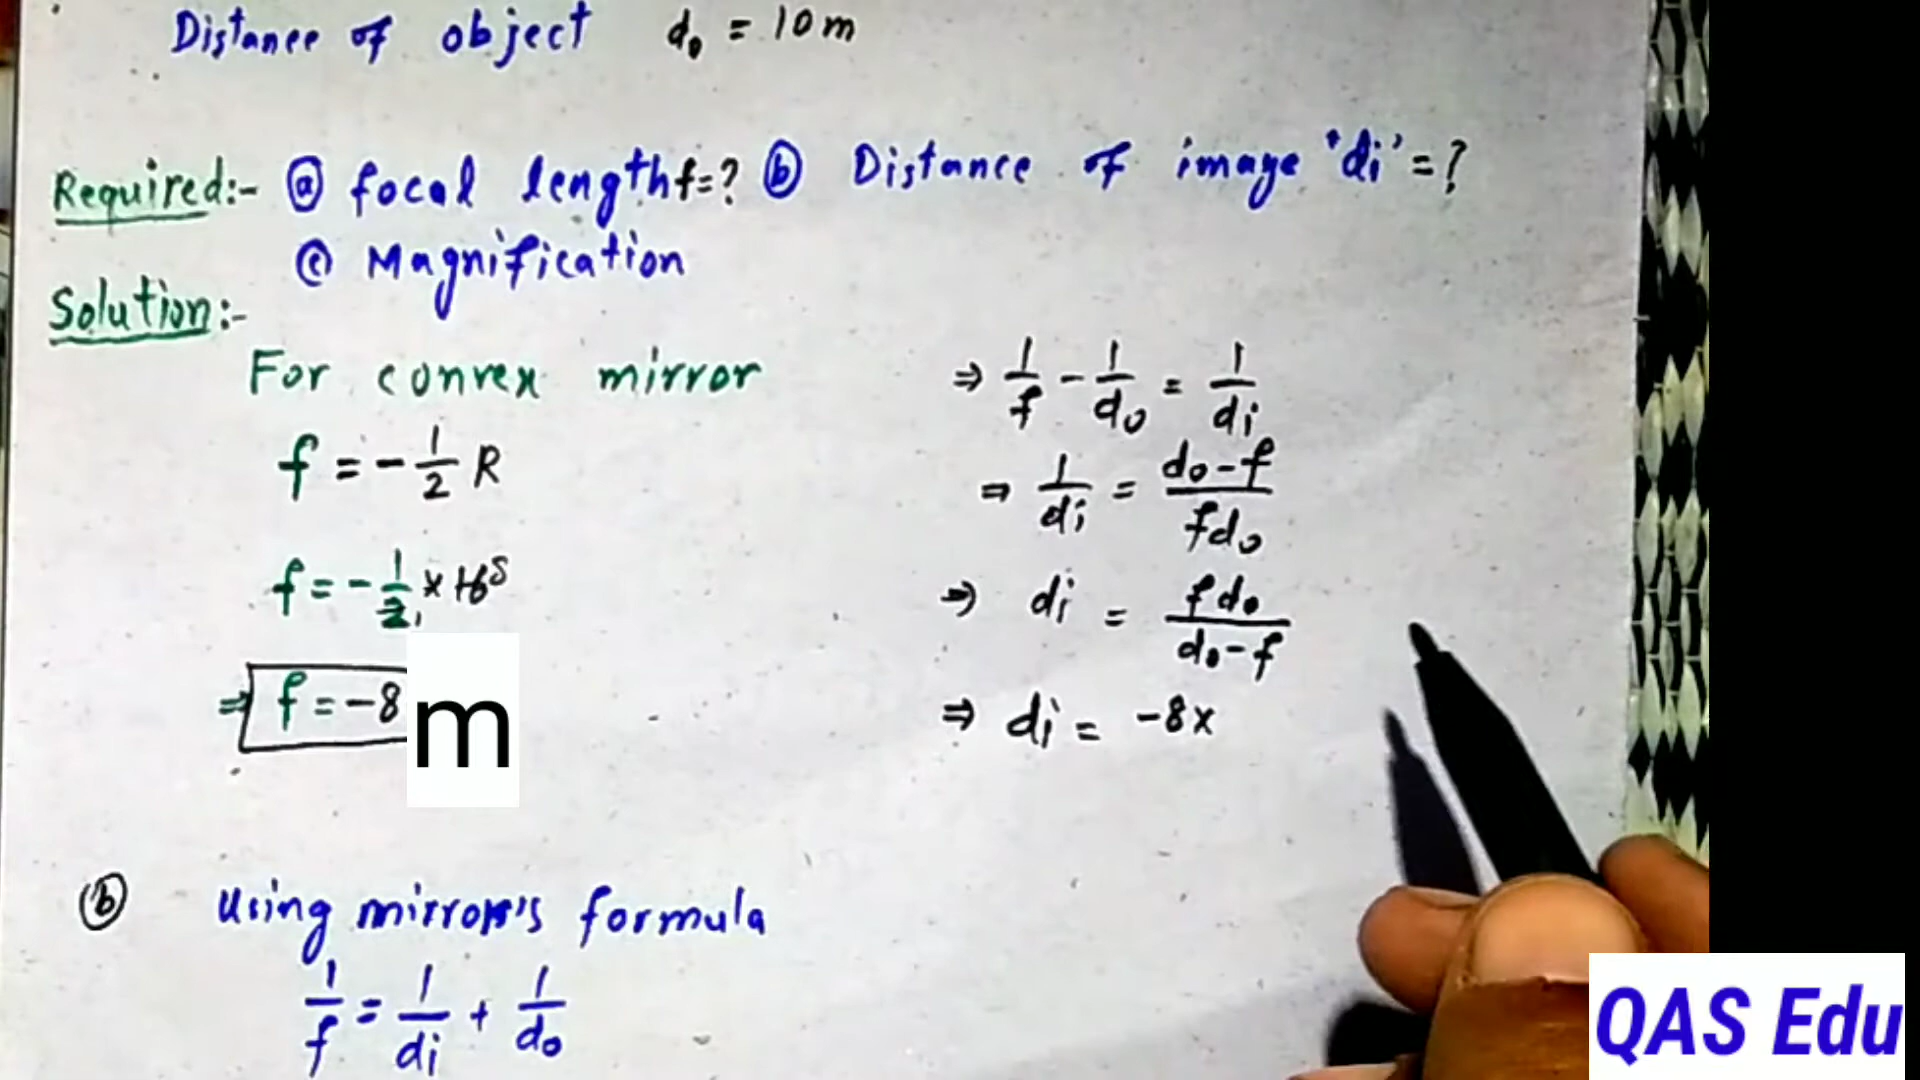 Distance of object d₀ = 10m
Required:- ⓐ focal length f=? ⓑ Distance of image 'di'=?
ⓒ Magnification
Solution:-
For convex mirror
f = -1/2 R
f = -1/2 × 16 8
⇒ f = -8 m
ⓑ Using mirror's formula
1/f = 1/di + 1/d₀
⇒ 1/f - 1/d₀ = 1/di
⇒ 1/di = d₀-f/fd₀
⇒ di = fd₀/d₀-f
⇒ di = -8×
QAS Edu